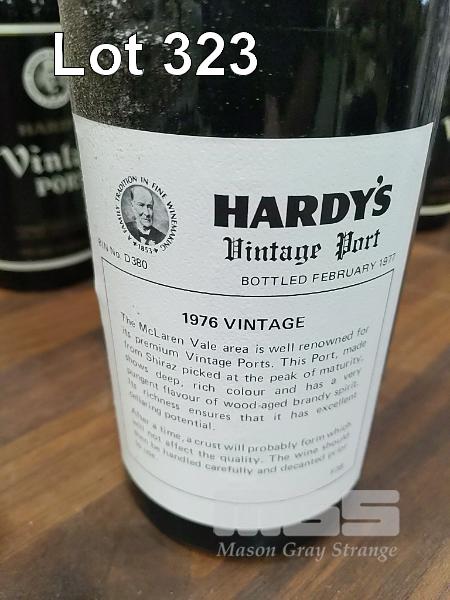 Lot 323
HARDY'S
Vintage Port
BOTTLED FEBRUARY 1977
A FAMILY TRADITION IN FINE WINEMAKING
1853
BIN No. D380
1976 VINTAGE
The McLaren Vale area is well renowned for
its premium Vintage Ports. This Port, made
from Shiraz picked at the peak of maturity,
shows deep, rich colour and has a very
pungent flavour of wood-aged brandy spirit.
Its richness ensures that it has excellent
cellaring potential.
After a time, a crust will probably form which
will not affect the quality. The wine should
then be handled carefully and decanted prior
to use.
PORT
Mason Gray Strange